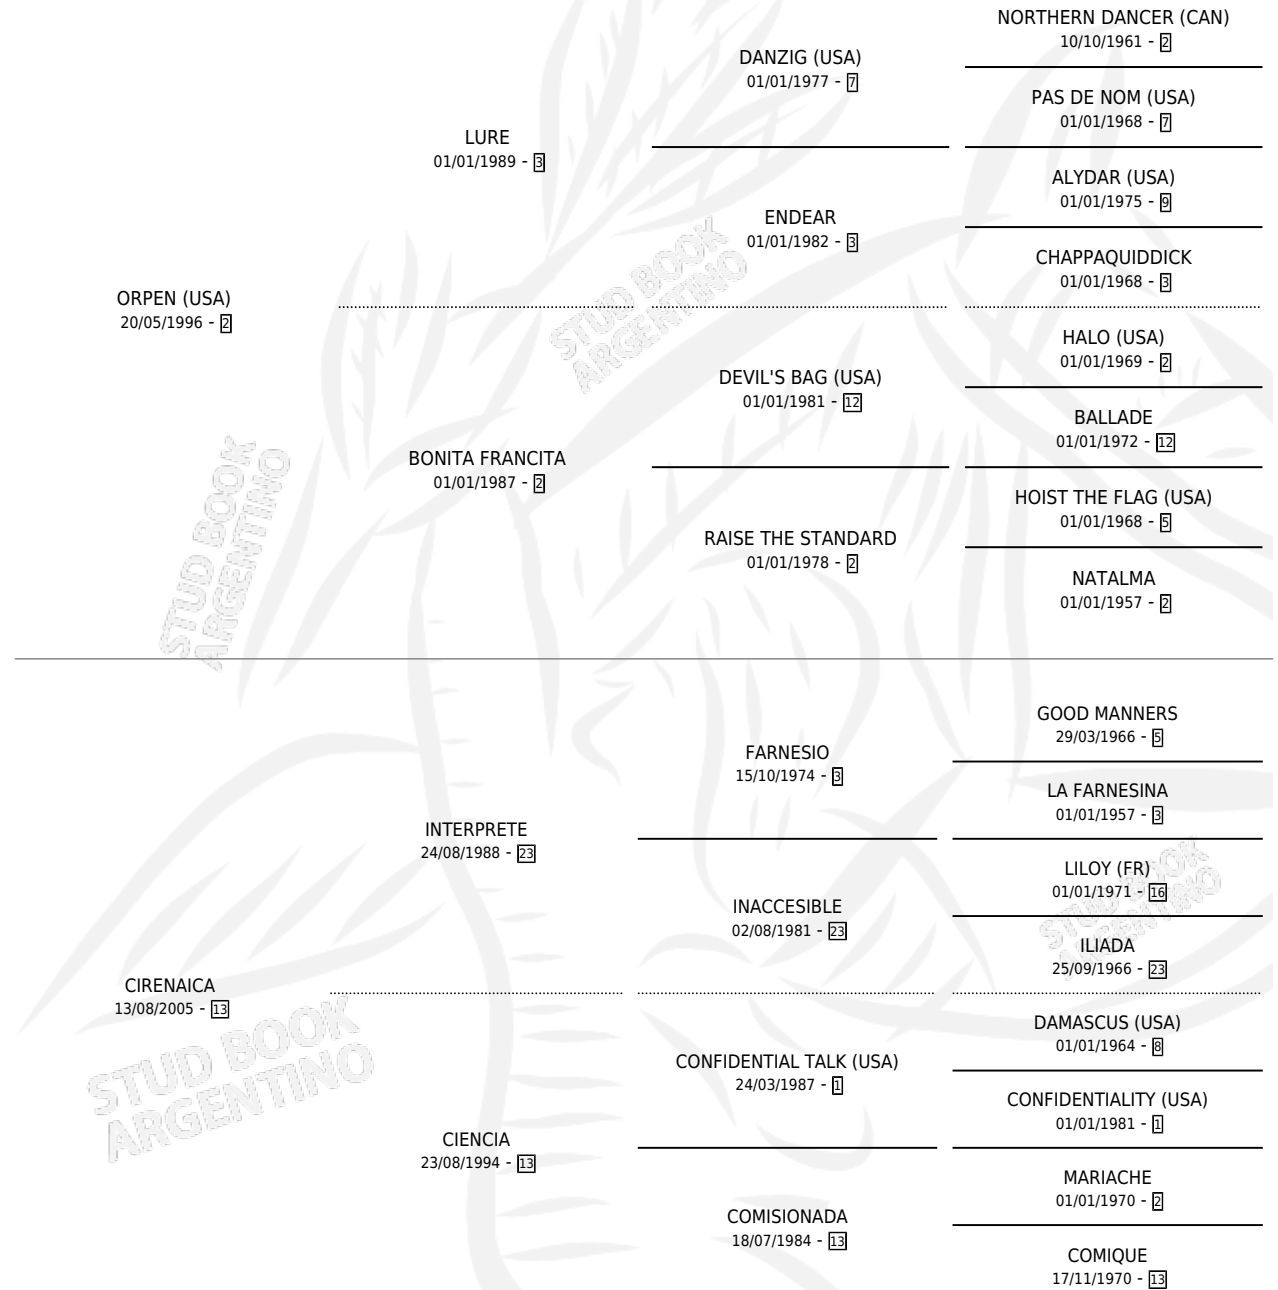 NORTHERN DANCER (CAN)
10/10/1961 - 2
DANZIG (USA)
01/01/1977 - 7
PAS DE NOM (USA)
01/01/1968 - 7
LURE
01/01/1989 - 3
ALYDAR (USA)
01/01/1975 - 9
ENDEAR
01/01/1982 - 3
CHAPPAQUIDDICK
01/01/1968 - 3
ORPEN (USA)
20/05/1996 - 2
HALO (USA)
01/01/1969 - 2
DEVIL'S BAG (USA)
01/01/1981 - 12
BALLADE
01/01/1972 - 12
BONITA FRANCITA
01/01/1987 - 2
HOIST THE FLAG (USA)
01/01/1968 - 5
RAISE THE STANDARD
01/01/1978 - 2
NATALMA
01/01/1957 - 2
GOOD MANNERS
29/03/1966 - 5
FARNESIO
15/10/1974 - 3
LA FARNESINA
01/01/1957 - 3
INTERPRETE
24/08/1988 - 23
LILOY (FR)
01/01/1971 - 16
INACCESIBLE
02/08/1981 - 23
ILIADA
25/09/1966 - 23
CIRENAICA
13/08/2005 - 13
DAMASCUS (USA)
01/01/1964 - 8
CONFIDENTIAL TALK (USA)
24/03/1987 - 1
CONFIDENTIALITY (USA)
01/01/1981 - 1
CIENCIA
23/08/1994 - 13
MARIACHE
01/01/1970 - 2
COMISIONADA
18/07/1984 - 13
COMIQUE
17/11/1970 - 13
STUD BOOK
ARGENTINO
STUD BOOK
ARGENTINO
STUD BOOK
ARGENTINO
STUD BOOK
ARGENTINO